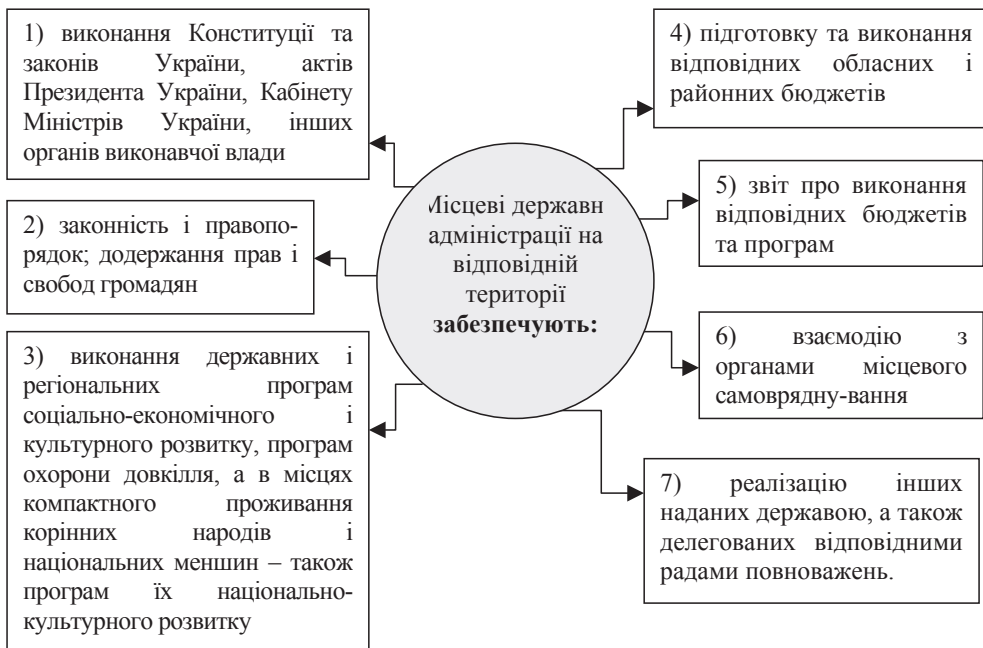 1) виконання Конституції та
законів України, актів
Президента України, Кабінету
Міністрів України, інших
органів виконавчої влади
2) законність і правопо-
рядок; додержання прав і
свобод громадян
3) виконання державних і
регіональних програм
соціально-економічного і
культурного розвитку, програм
охорони довкілля, а в місцях
компактного проживання
корінних народів і
національних меншин – також
програм їх національно-
культурного розвитку
Місцеві державн
адміністрації на
відповідній
території
забезпечують:
4) підготовку та виконання
відповідних обласних і
районних бюджетів
5) звіт про виконання
відповідних бюджетів
та програм
6) взаємодію з
органами місцевого
самоврядну-вання
7) реалізацію інших
наданих державою, а також
делегованих відповідними
радами повноважень.